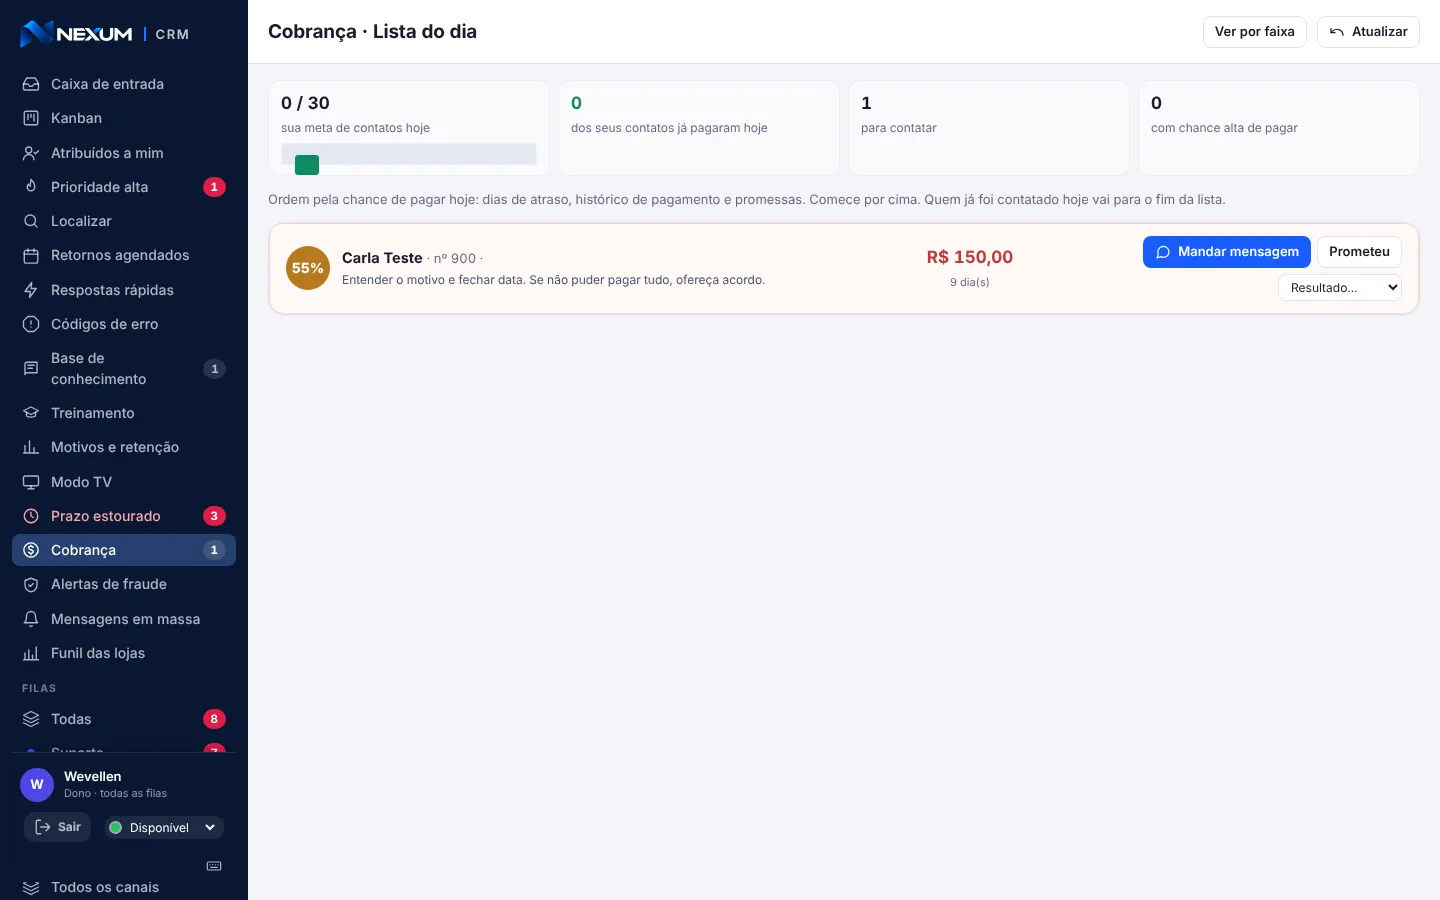 NEXUM | CRM
Caixa de entrada
Kanban
Atribuídos a mim
Prioridade alta 1
Localizar
Retornos agendados
Respostas rápidas
Códigos de erro
Base de
conhecimento 1
Treinamento
Motivos e retenção
Modo TV
Prazo estourado 3
Cobrança 1
Alertas de fraude
Mensagens em massa
Funil das lojas
FILAS
Todas 8
Suporte 7
W Wevellen
Dono · todas as filas
Sair Disponível
Todos os canais
Cobrança · Lista do dia
Ver por faixa Atualizar
0 / 30
sua meta de contatos hoje
0
dos seus contatos já pagaram hoje
1
para contatar
0
com chance alta de pagar
Ordem pela chance de pagar hoje: dias de atraso, histórico de pagamento e promessas. Comece por cima. Quem já foi contatado hoje vai para o fim da lista.
55%
Carla Teste · nº 900 ·
Entender o motivo e fechar data. Se não puder pagar tudo, ofereça acordo.
R$ 150,00
9 dia(s)
Mandar mensagem Prometeu
Resultado...